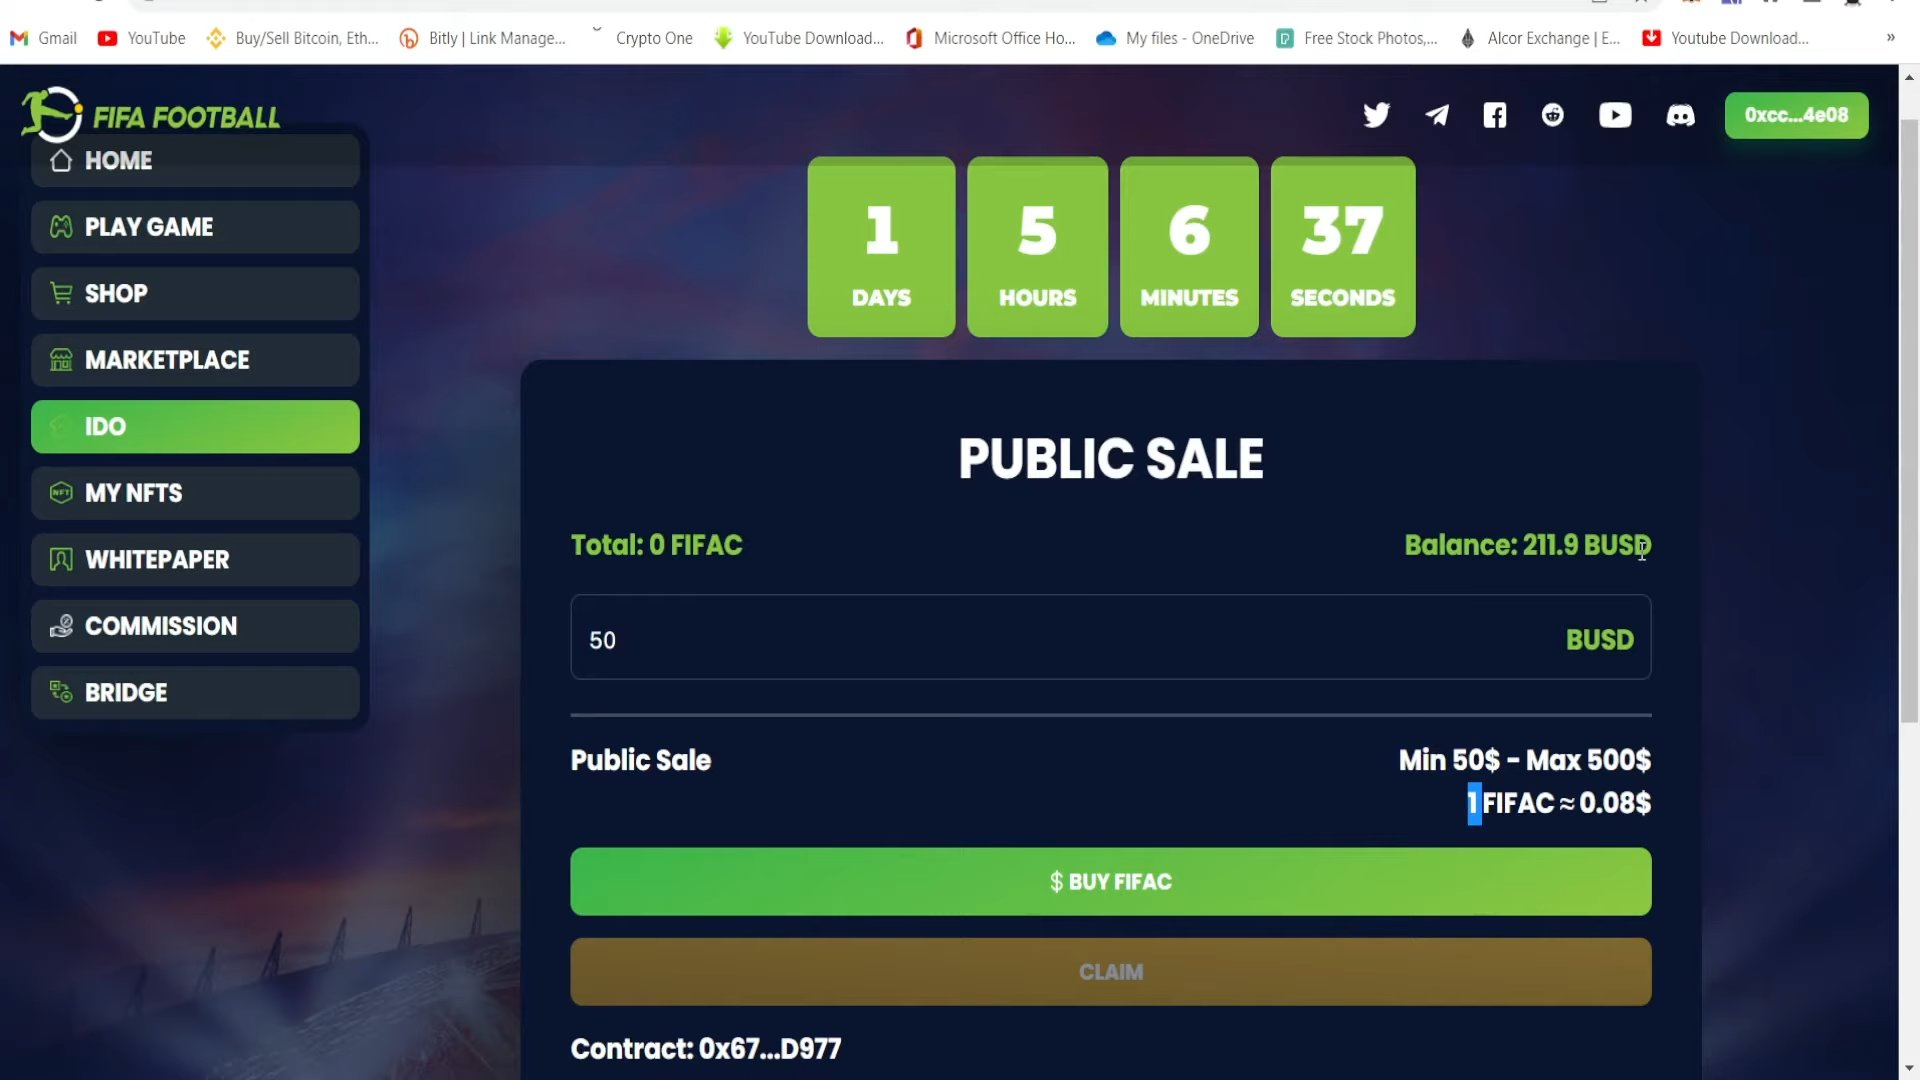 Gmail
YouTube
Buy/Sell Bitcoin, Eth...
Bitly | Link Manage...
Crypto One
YouTube Download...
Microsoft Office Ho...
My files - OneDrive
Free Stock Photos,...
Alcor Exchange | E...
Youtube Download...
»
FIFA FOOTBALL
0xcc...4e08
HOME
PLAY GAME
SHOP
MARKETPLACE
IDO
MY NFTS
WHITEPAPER
COMMISSION
BRIDGE
1 5 6 37
DAYS HOURS MINUTES SECONDS
PUBLIC SALE
Total: 0 FIFAC
Balance: 211.9 BUSD
50 BUSD
Public Sale
Min 50$ - Max 500$
1 FIFAC ≈ 0.08$
$ BUY FIFAC
CLAIM
Contract: 0x67...D977